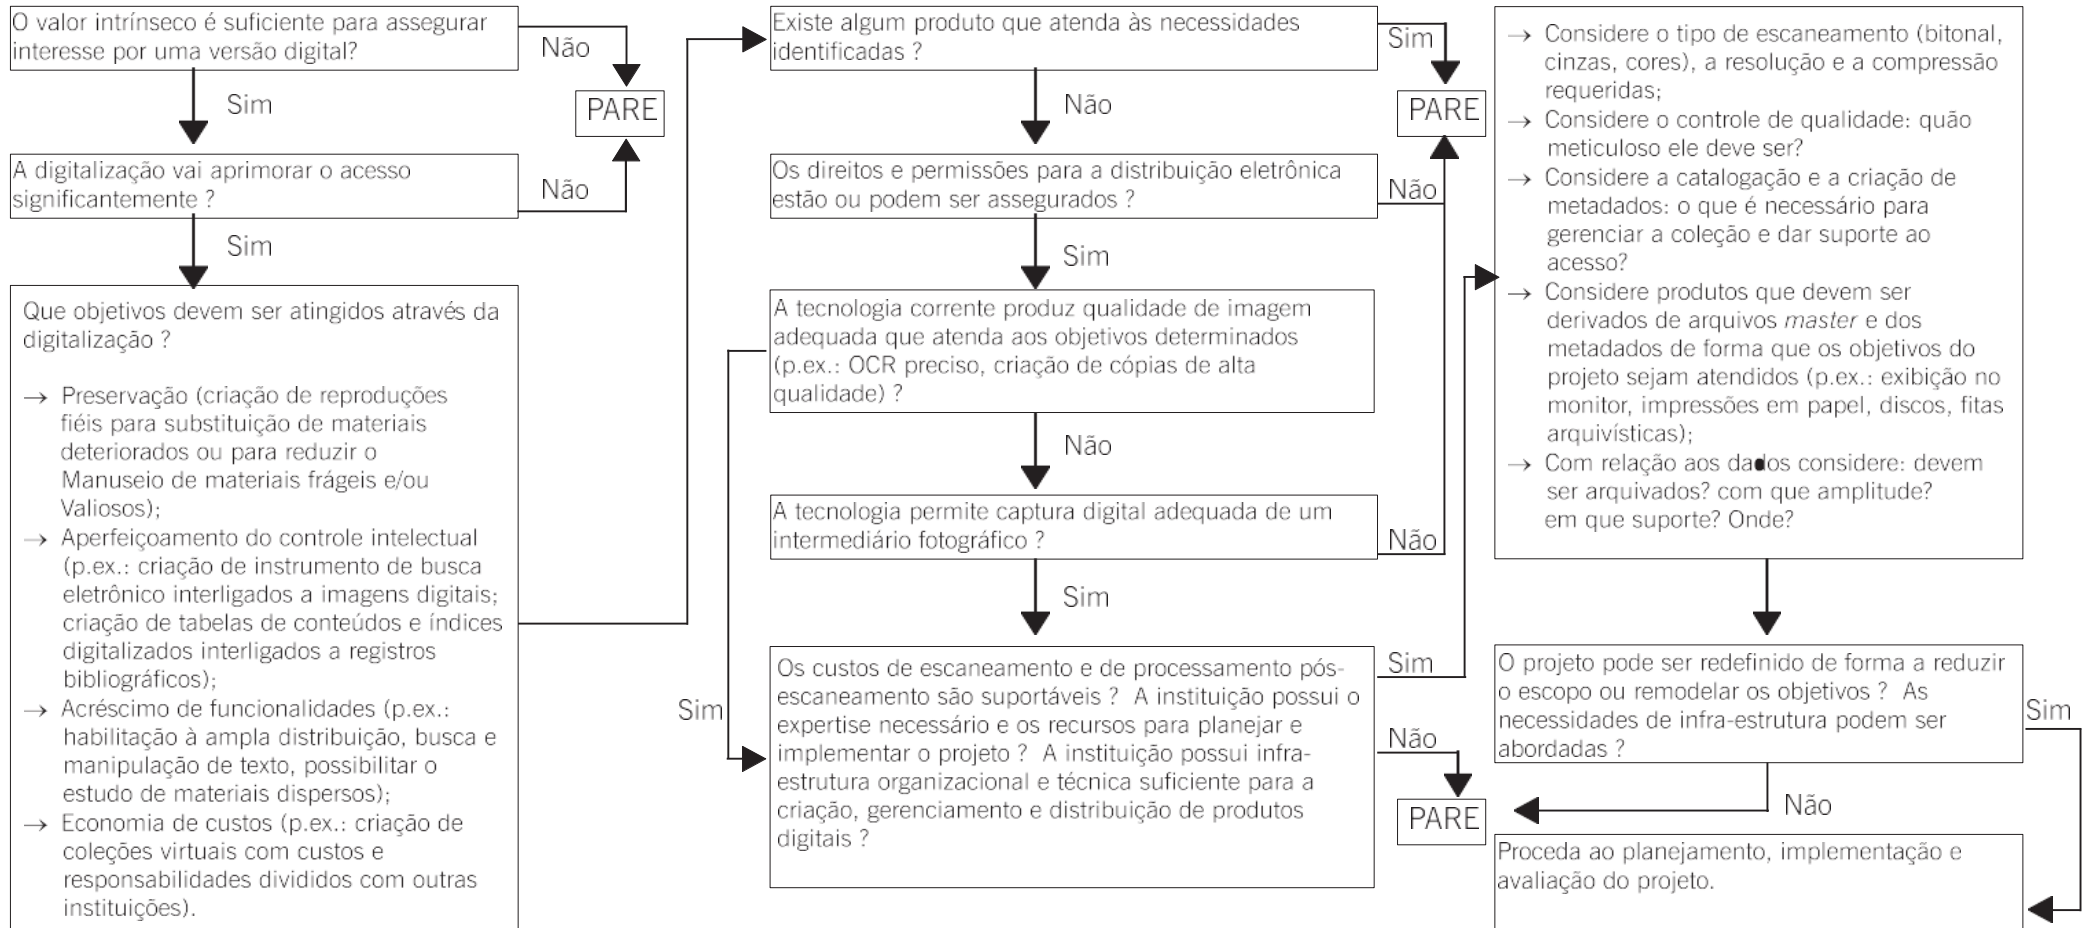 O valor intrínseco é suficiente para assegurar
interesse por uma versão digital?
Não
Sim
PARE
A digitalização vai aprimorar o acesso
significantemente ?
Não
Sim
Que objetivos devem ser atingidos através da
digitalização ?
→ Preservação (criação de reproduções
fiéis para substituição de materiais
deteriorados ou para reduzir o
Manuseio de materiais frágeis e/ou
Valiosos);
→ Aperfeiçoamento do controle intelectual
(p.ex.: criação de instrumento de busca
eletrônico interligados a imagens digitais;
criação de tabelas de conteúdos e índices
digitalizados interligados a registros
bibliográficos);
→ Acréscimo de funcionalidades (p.ex.:
habilitação à ampla distribuição, busca e
manipulação de texto, possibilitar o
estudo de materiais dispersos);
→ Economia de custos (p.ex.: criação de
coleções virtuais com custos e
responsabilidades divididos com outras
instituições).
Existe algum produto que atenda às necessidades
identificadas ?
Sim
Não
PARE
Os direitos e permissões para a distribuição eletrônica
estão ou podem ser assegurados ?
Não
Sim
A tecnologia corrente produz qualidade de imagem
adequada que atenda aos objetivos determinados
(p.ex.: OCR preciso, criação de cópias de alta
qualidade) ?
Não
A tecnologia permite captura digital adequada de um
intermediário fotográfico ?
Não
Sim
Sim
Os custos de escaneamento e de processamento pós-
escaneamento são suportáveis ? A instituição possui o
expertise necessário e os recursos para planejar e
implementar o projeto ? A instituição possui infra-
estrutura organizacional e técnica suficiente para a
criação, gerenciamento e distribuição de produtos
digitais ?
Sim
Não
PARE
→ Considere o tipo de escaneamento (bitonal,
cinzas, cores), a resolução e a compressão
requeridas;
→ Considere o controle de qualidade: quão
meticuloso ele deve ser?
→ Considere a catalogação e a criação de
metadados: o que é necessário para
gerenciar a coleção e dar suporte ao
acesso?
→ Considere produtos que devem ser
derivados de arquivos master e dos
metadados de forma que os objetivos do
projeto sejam atendidos (p.ex.: exibição no
monitor, impressões em papel, discos, fitas
arquivísticas);
→ Com relação aos dados considere: devem
ser arquivados? com que amplitude?
em que suporte? Onde?
O projeto pode ser redefinido de forma a reduzir
o escopo ou remodelar os objetivos ? As
necessidades de infra-estrutura podem ser
abordadas ?
Sim
Não
Proceda ao planejamento, implementação e
avaliação do projeto.